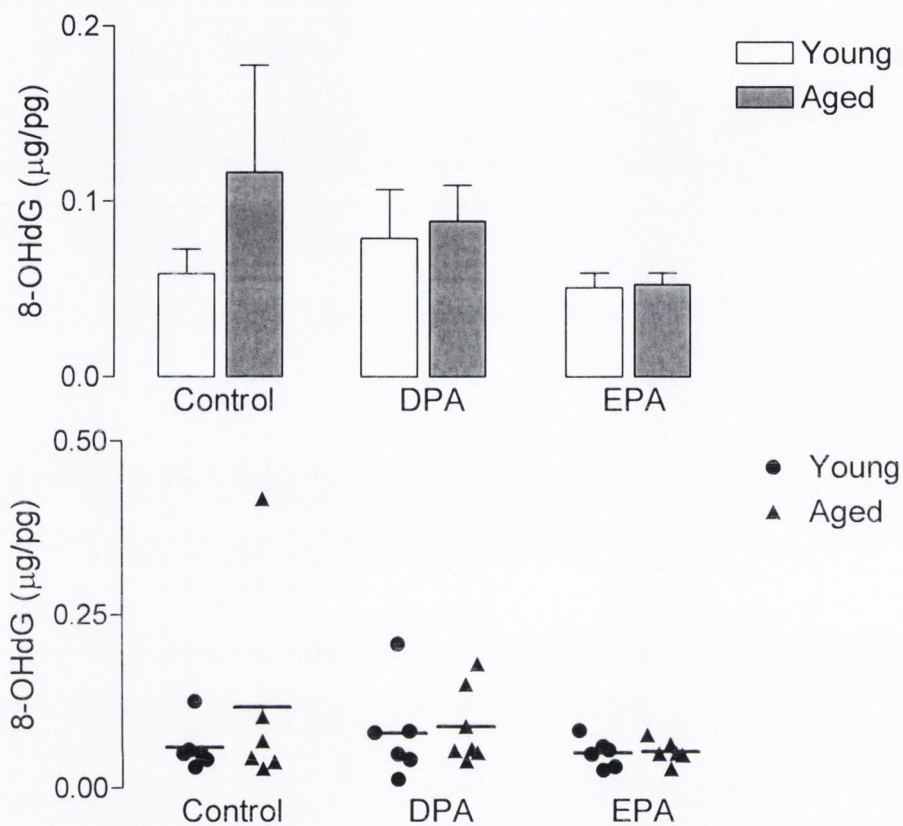 0.2
Young
Aged
8-OHdG (μg/pg)
0.1
0.0
Control DPA EPA
0.50
Young
Aged
8-OHdG (μg/pg)
0.25
0.00
Control DPA EPA